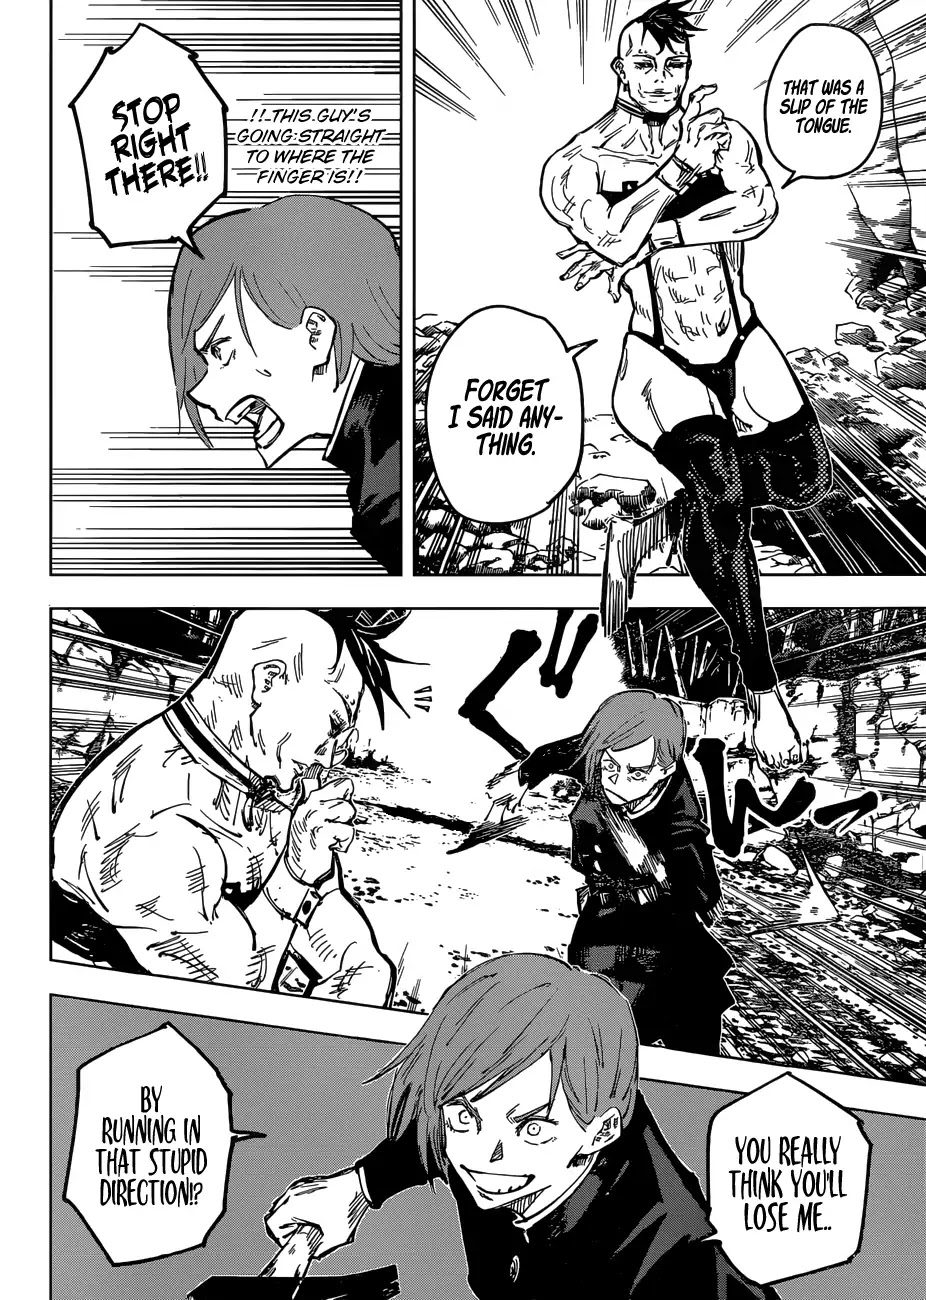 THAT WAS A
SLIP OF THE
TONGUE.
FORGET
I SAID ANY-
THING.
!! THIS GUY'S
GOING STRAIGHT
TO WHERE THE
FINGER IS!!
STOP
RIGHT
THERE!!
YOU REALLY
THINK YOU'LL
LOSE ME..
BY
RUNNING IN
THAT STUPID
DIRECTION!?